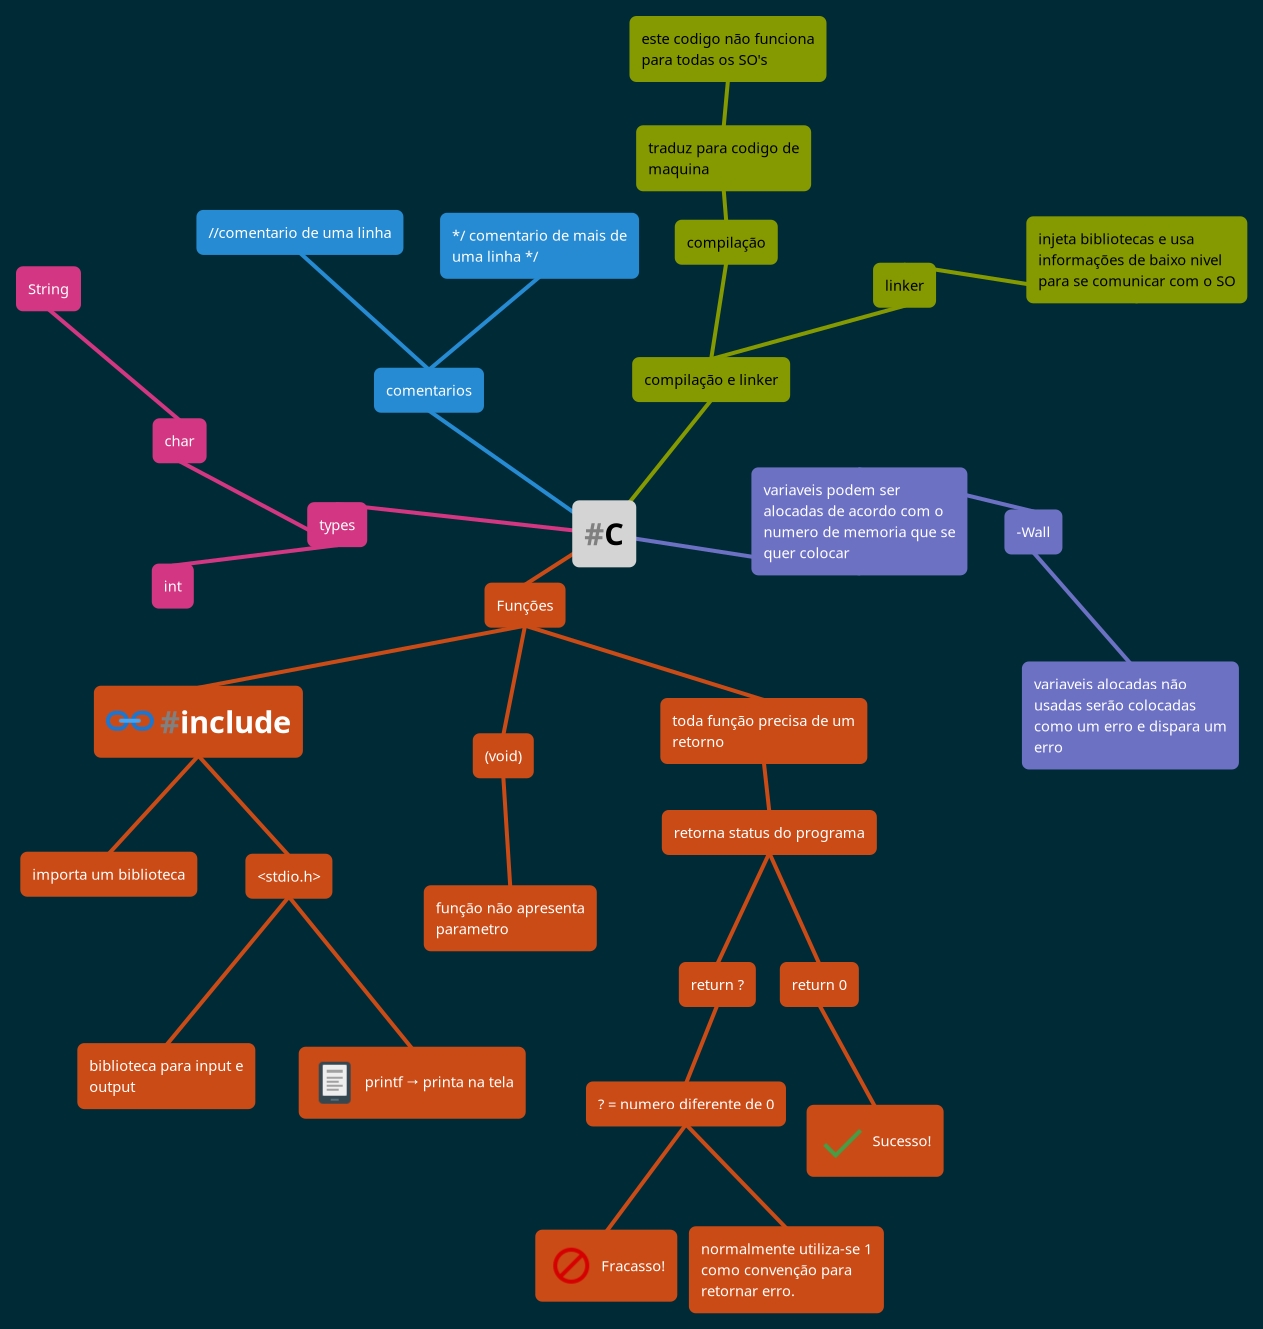 este codigo não funciona
para todas os SO's
traduz para codigo de
maquina
compilação
linker
injeta bibliotecas e usa
informações de baixo nivel
para se comunicar com o SO
compilação e linker
//comentario de uma linha
*/ comentario de mais de
uma linha */
comentarios
String
char
types
int
#C
variaveis podem ser
alocadas de acordo com o
numero de memoria que se
quer colocar
-Wall
variaveis alocadas não
usadas serão colocadas
como um erro e dispara um
erro
Funções
#include
importa um biblioteca
<stdio.h>
biblioteca para input e
output
printf → printa na tela
(void)
função não apresenta
parametro
toda função precisa de um
retorno
retorna status do programa
return ?
return 0
? = numero diferente de 0
Sucesso!
Fracasso!
normalmente utiliza-se 1
como convenção para
retornar erro.